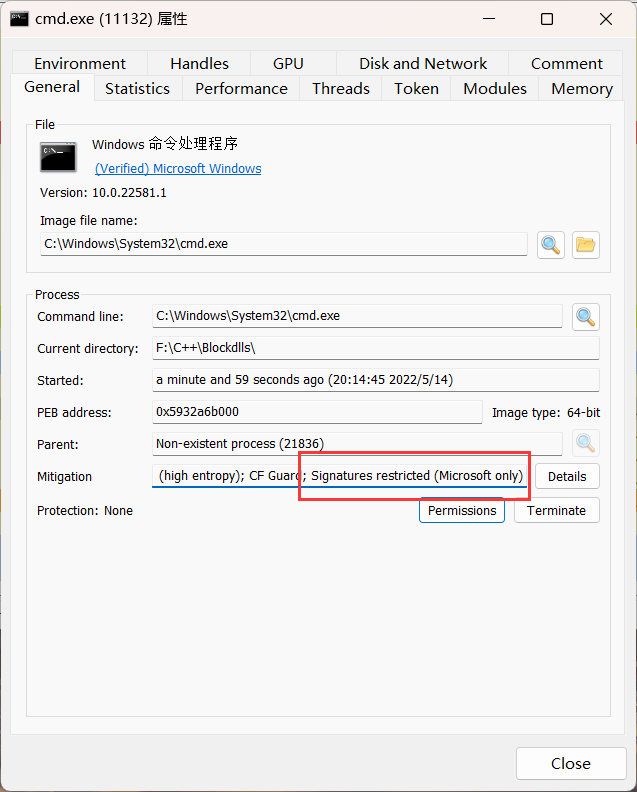 cmd.exe (11132) 属性
Environment Handles GPU Disk and Network Comment
General Statistics Performance Threads Token Modules Memory
File
Windows 命令处理程序
(Verified) Microsoft Windows
Version: 10.0.22581.1
Image file name:
C:\Windows\System32\cmd.exe
Process
Command line: C:\Windows\System32\cmd.exe
Current directory: F:\C++\Blockdlls\
Started: a minute and 59 seconds ago (20:14:45 2022/5/14)
PEB address: 0x5932a6b000 Image type: 64-bit
Parent: Non-existent process (21836)
Mitigation (high entropy); CF Guard; Signatures restricted (Microsoft only) Details
Protection: None Permissions Terminate
Close